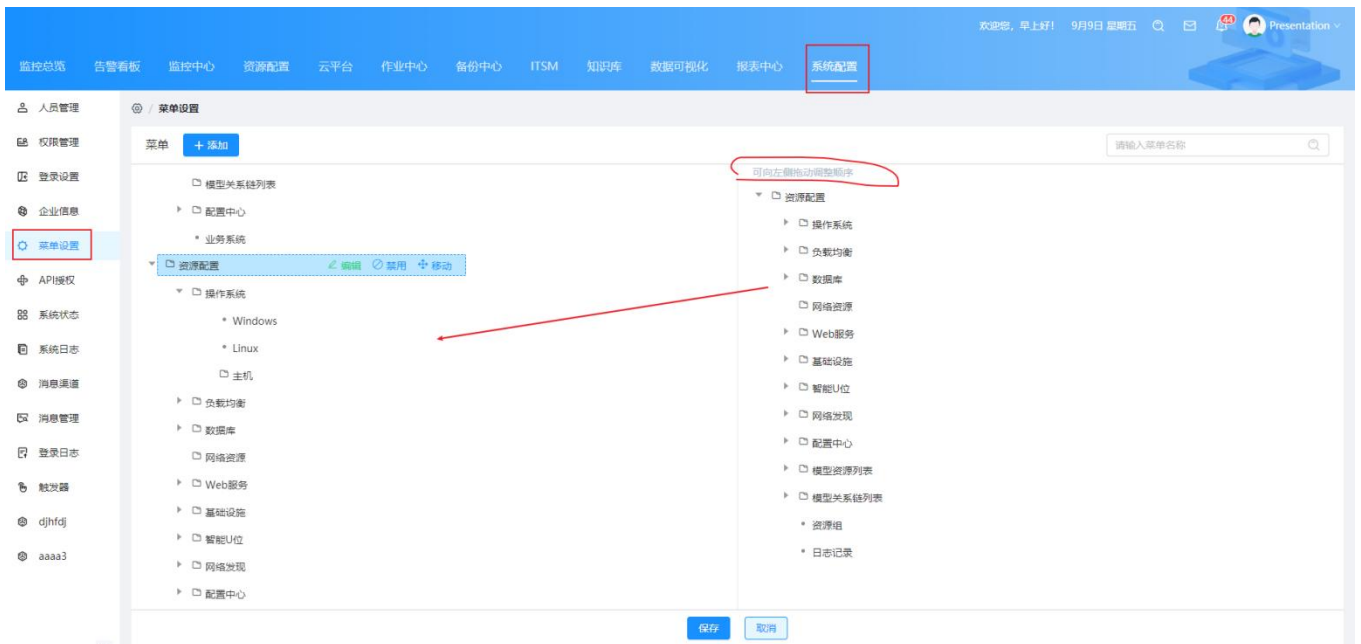 欢迎您，早上好！ 9月9日 星期五 44 Presentation
监控总览 告警看板 监控中心 资源配置 云平台 作业中心 备份中心 ITSM 知识库 数据可视化 报表中心 系统配置
人员管理
权限管理
登录设置
企业信息
菜单设置
API授权
系统状态
系统日志
消息渠道
消息管理
登录日志
触发器
djhfdj
aaaa3
/ 菜单设置
菜单 + 添加 请输入菜单名称
模型关系链列表
配置中心
业务系统
资源配置 编辑 禁用 移动
操作系统
Windows
Linux
主机
负载均衡
数据库
网络资源
Web服务
基础设施
智能U位
网络发现
配置中心
可向左侧拖动调整顺序
资源配置
操作系统
负载均衡
数据库
网络资源
Web服务
基础设施
智能U位
网络发现
配置中心
模型资源列表
模型关系链列表
资源组
日志记录
保存 取消